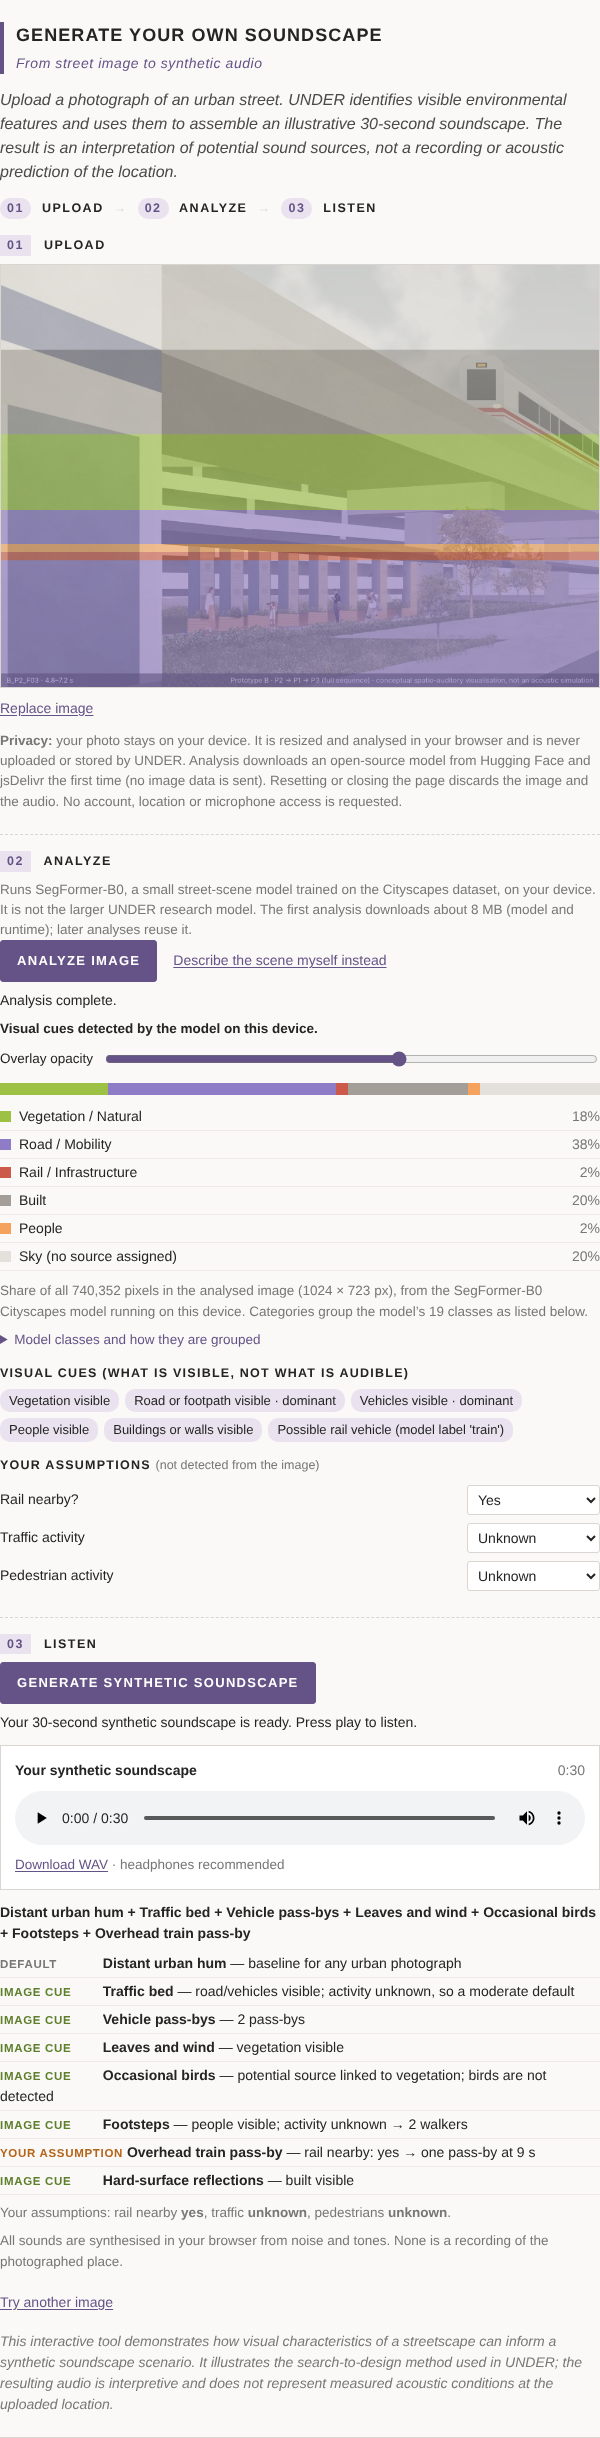 GENERATE YOUR OWN SOUNDSCAPE
From street image to synthetic audio
Upload a photograph of an urban street. UNDER identifies visible environmental
features and uses them to assemble an illustrative 30-second soundscape. The
result is an interpretation of potential sound sources, not a recording or acoustic
prediction of the location.
01 UPLOAD → 02 ANALYZE → 03 LISTEN
01 UPLOAD
B_P2_F03 · 4.8–7.2 s
Prototype B · P2 → P1 → P3 (full sequence) · conceptual spatio-auditory visualisation, not an acoustic simulation
Replace image
Privacy: your photo stays on your device. It is resized and analysed in your browser and is never
uploaded or stored by UNDER. Analysis downloads an open-source model from Hugging Face and
jsDelivr the first time (no image data is sent). Resetting or closing the page discards the image and
the audio. No account, location or microphone access is requested.
02 ANALYZE
Runs SegFormer-B0, a small street-scene model trained on the Cityscapes dataset, on your device.
It is not the larger UNDER research model. The first analysis downloads about 8 MB (model and
runtime); later analyses reuse it.
ANALYZE IMAGE Describe the scene myself instead
Analysis complete.
Visual cues detected by the model on this device.
Overlay opacity
Vegetation / Natural 18%
Road / Mobility 38%
Rail / Infrastructure 2%
Built 20%
People 2%
Sky (no source assigned) 20%
Share of all 740,352 pixels in the analysed image (1024 × 723 px), from the SegFormer-B0
Cityscapes model running on this device. Categories group the model's 19 classes as listed below.
Model classes and how they are grouped
VISUAL CUES (WHAT IS VISIBLE, NOT WHAT IS AUDIBLE)
Vegetation visible Road or footpath visible · dominant Vehicles visible · dominant
People visible Buildings or walls visible Possible rail vehicle (model label 'train')
YOUR ASSUMPTIONS (not detected from the image)
Rail nearby? Yes
Traffic activity Unknown
Pedestrian activity Unknown
03 LISTEN
GENERATE SYNTHETIC SOUNDSCAPE
Your 30-second synthetic soundscape is ready. Press play to listen.
Your synthetic soundscape 0:30
0:00 / 0:30
Download WAV · headphones recommended
Distant urban hum + Traffic bed + Vehicle pass-bys + Leaves and wind + Occasional birds
+ Footsteps + Overhead train pass-by
DEFAULT Distant urban hum — baseline for any urban photograph
IMAGE CUE Traffic bed — road/vehicles visible; activity unknown, so a moderate default
IMAGE CUE Vehicle pass-bys — 2 pass-bys
IMAGE CUE Leaves and wind — vegetation visible
IMAGE CUE Occasional birds — potential source linked to vegetation; birds are not
detected
IMAGE CUE Footsteps — people visible; activity unknown → 2 walkers
YOUR ASSUMPTION Overhead train pass-by — rail nearby: yes → one pass-by at 9 s
IMAGE CUE Hard-surface reflections — built visible
Your assumptions: rail nearby yes, traffic unknown, pedestrians unknown.
All sounds are synthesised in your browser from noise and tones. None is a recording of the
photographed place.
Try another image
This interactive tool demonstrates how visual characteristics of a streetscape can inform a
synthetic soundscape scenario. It illustrates the search-to-design method used in UNDER; the
resulting audio is interpretive and does not represent measured acoustic conditions at the
uploaded location.